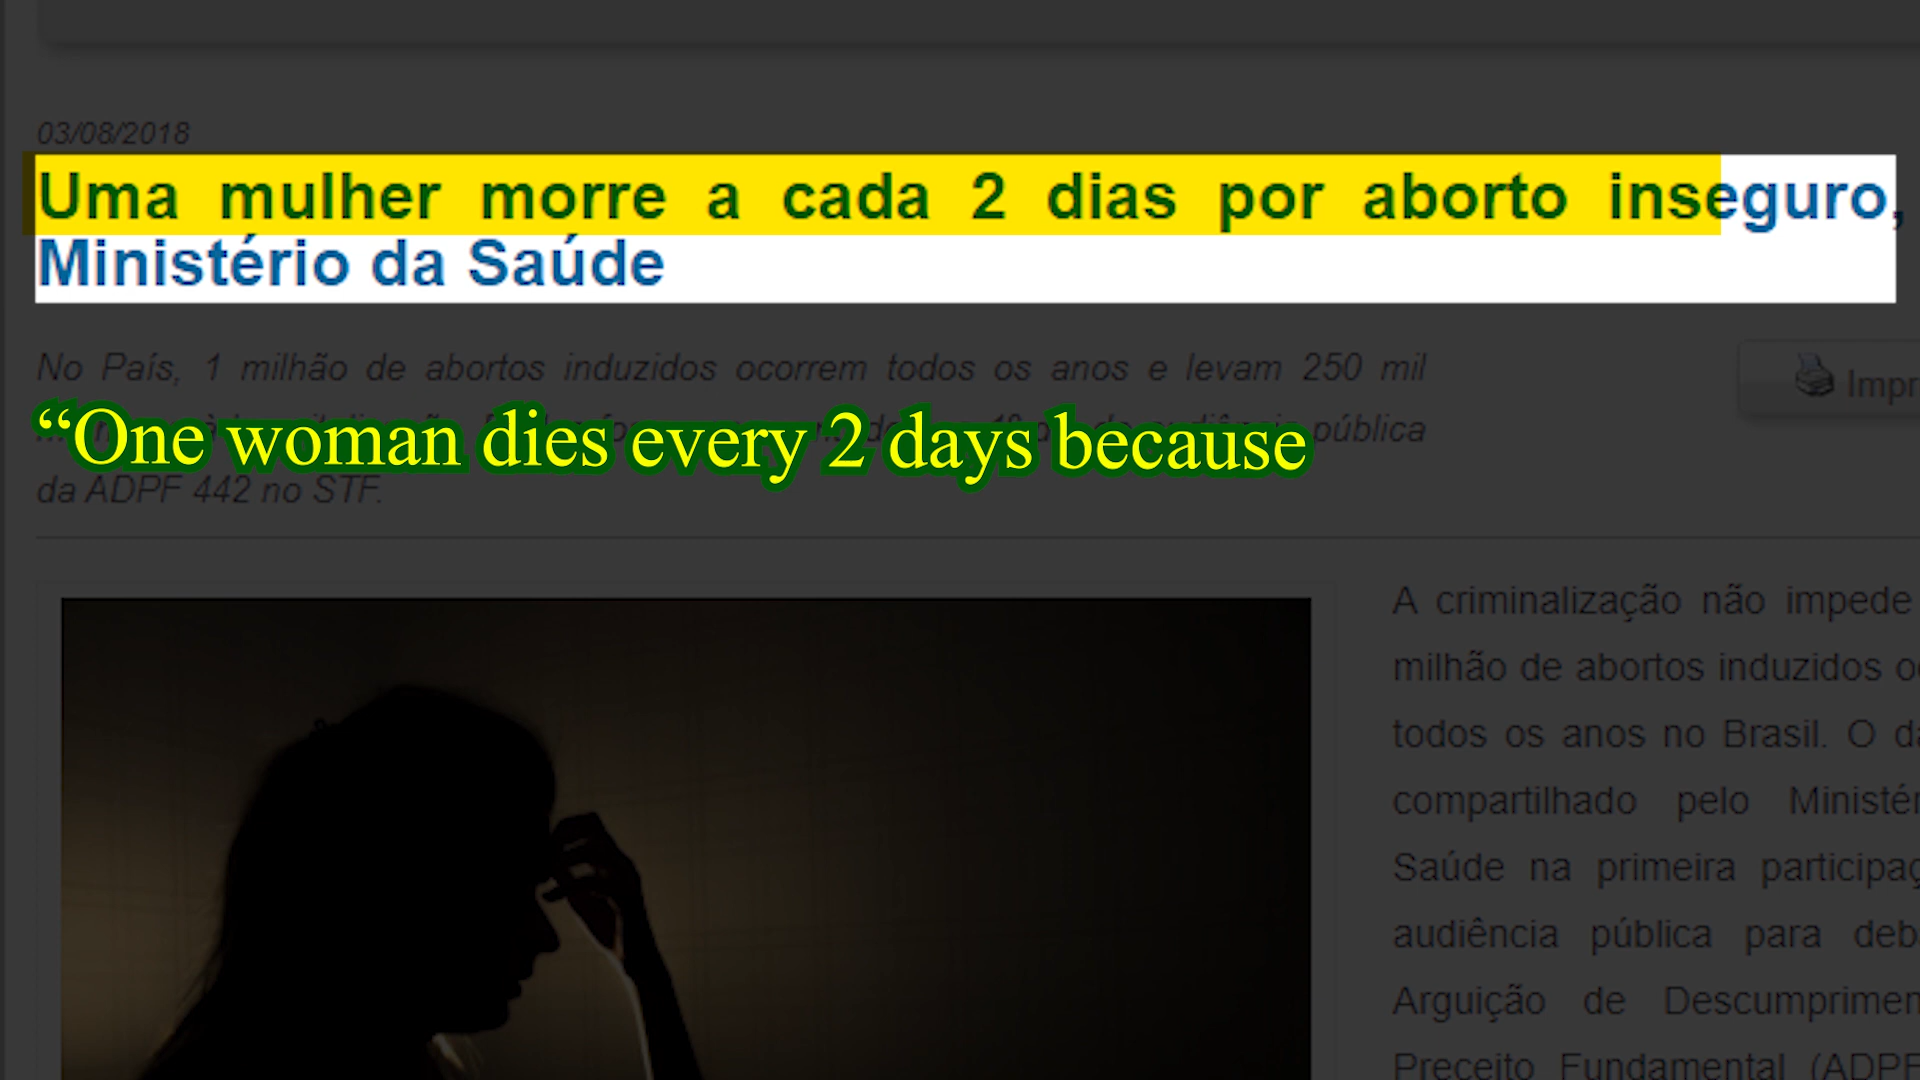 03/08/2018
Uma mulher morre a cada 2 dias por aborto inseguro,
Ministério da Saúde
No País, 1 milhão de abortos induzidos ocorrem todos os anos e levam 250 mil
pública
“One woman dies every 2 days because
da ADPF 442 no STF.
Impr
A criminalização não impede
milhão de abortos induzidos
todos os anos no Brasil. O
compartilhado pelo Ministér
Saúde na primeira participaç
audiência pública para deb
Arguição de Descumprimen
Preceito Fundamental (ADPF